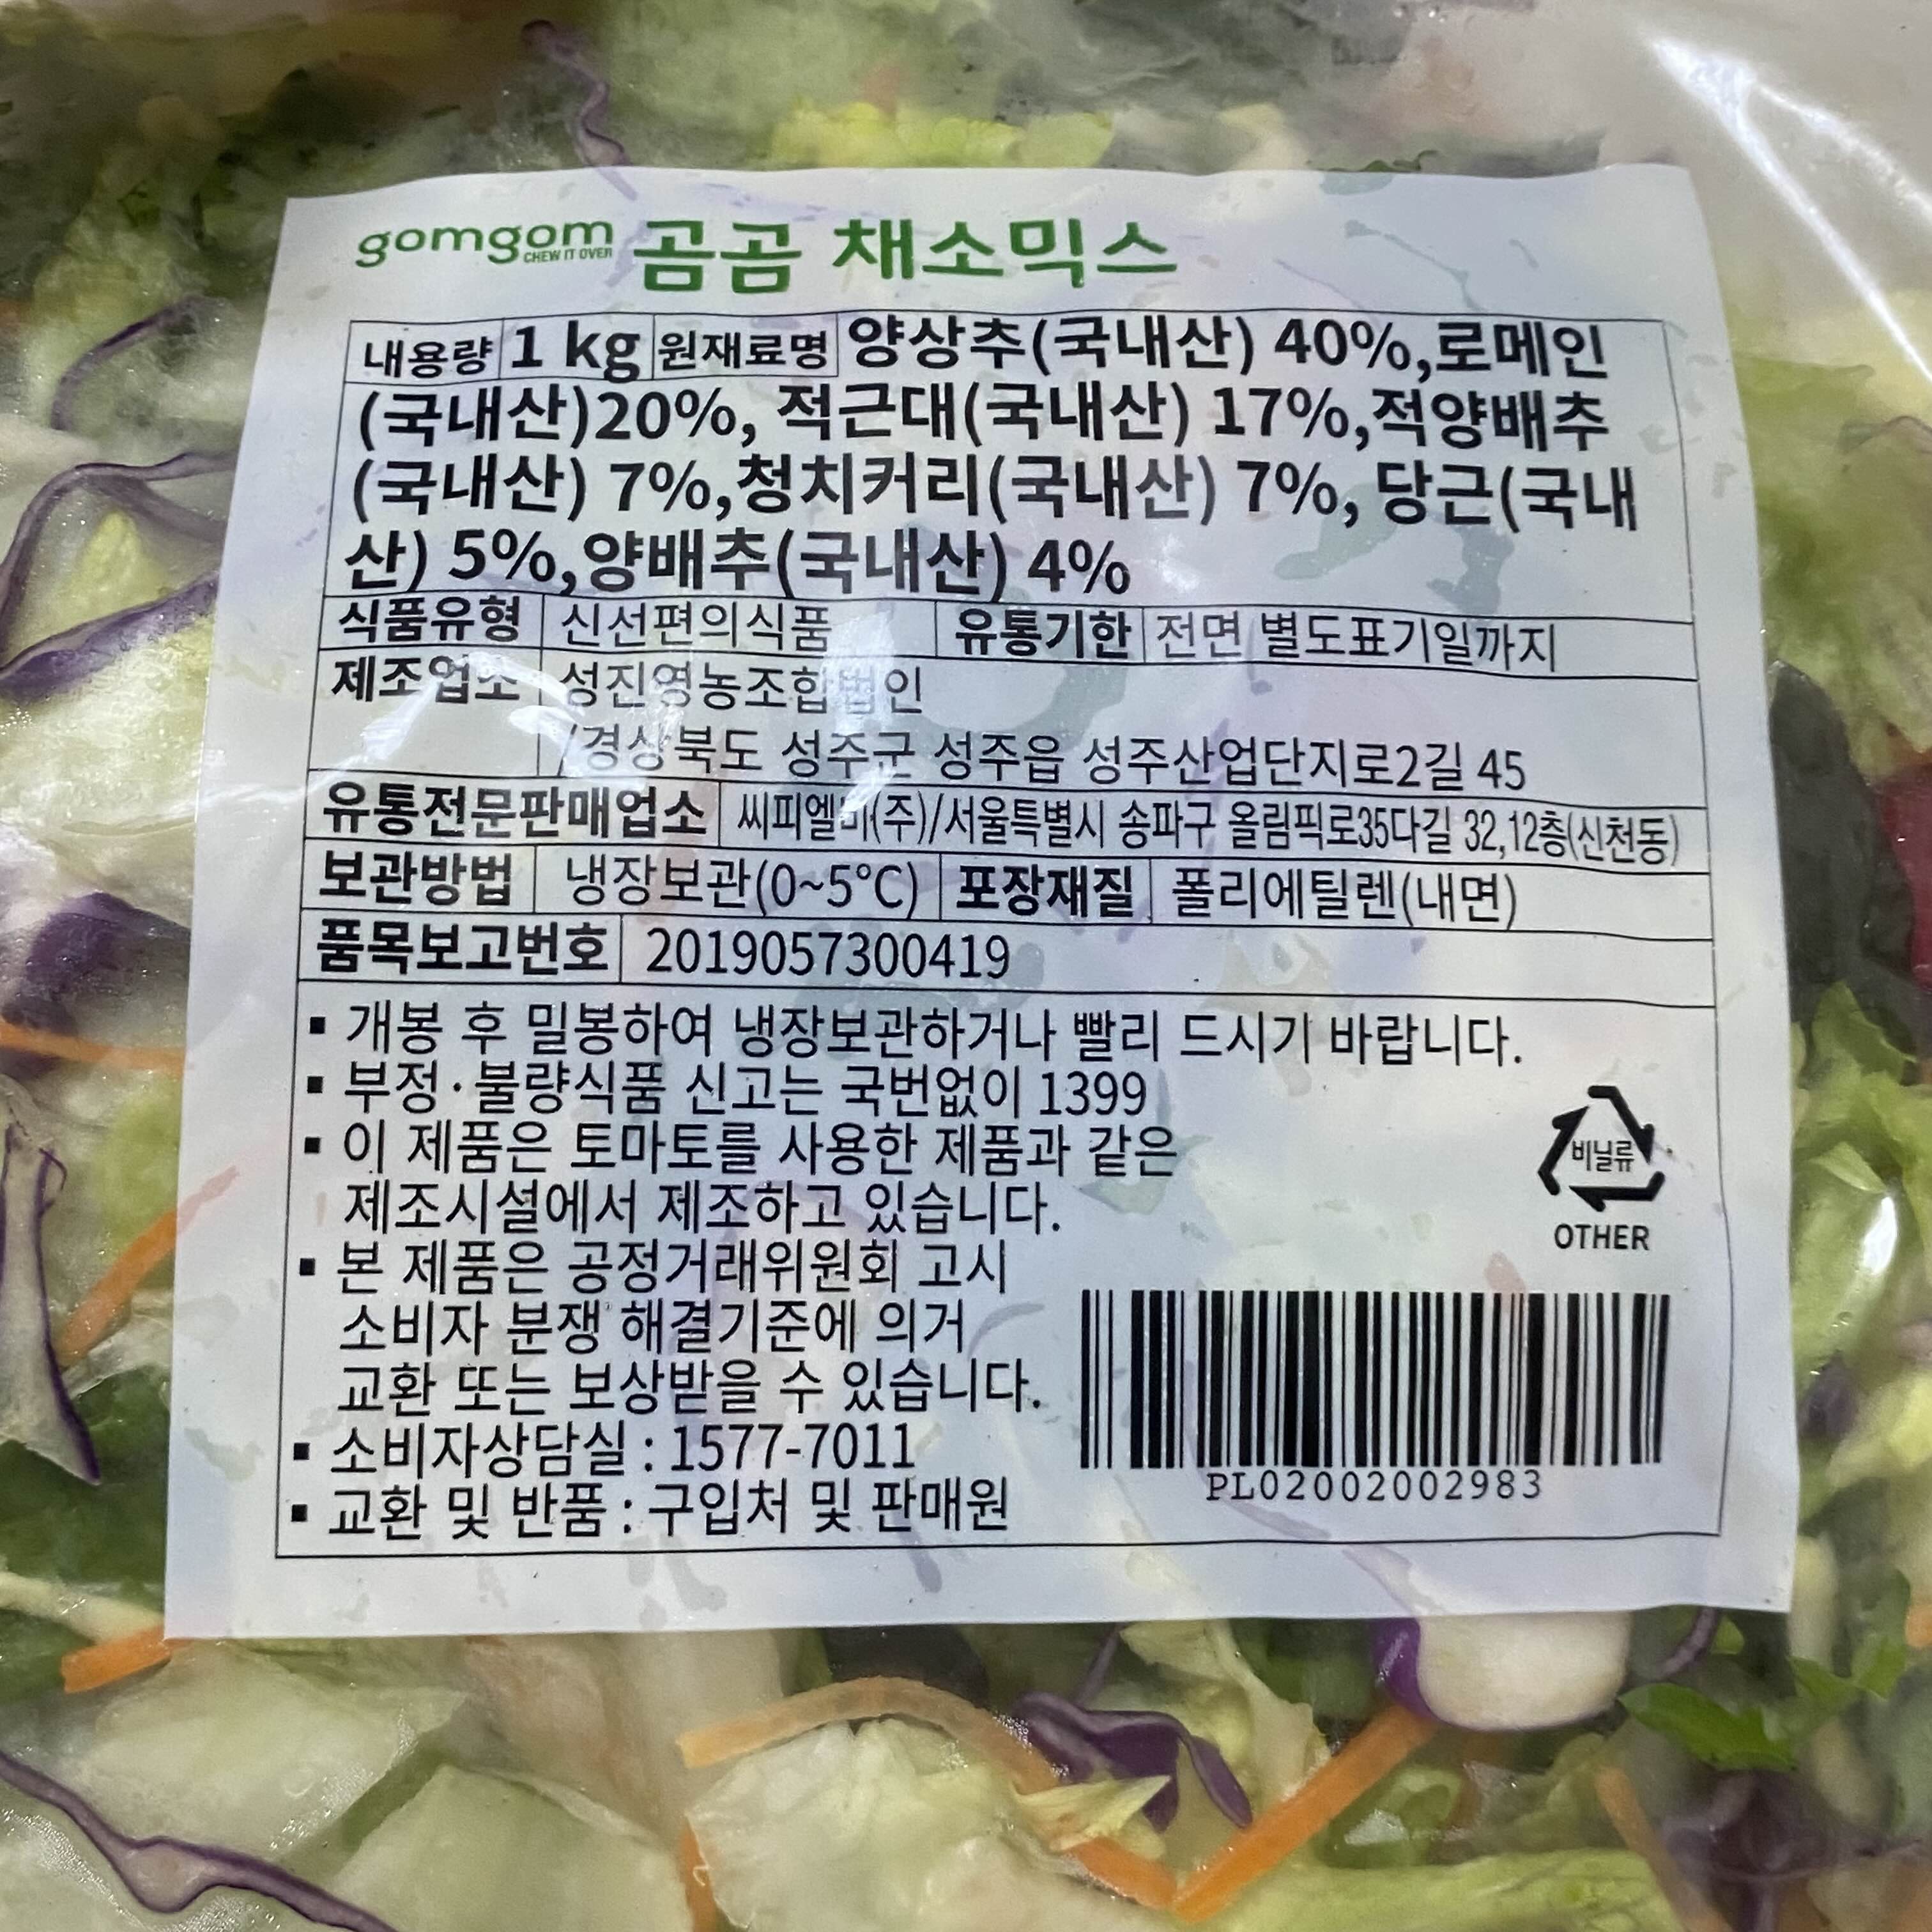 gomgom 곰곰 채소믹스
CHEW IT OVER
내용량 1 kg 원재료명 양상추(국내산) 40%,로메인
(국내산)20%, 적근대(국내산) 17%,적양배추
(국내산) 7%,청치커리(국내산) 7%, 당근(국내
산) 5%,양배추(국내산) 4%
식품유형 신선편의식품 유통기한 전면 별도표기일까지
제조업소 성진영농조합법인
/경상북도 성주군 성주읍 성주산업단지로2길 45
유통전문판매업소 씨피엘비(주)/서울특별시 송파구 올림픽로35다길 32,12층(신천동)
보관방법 냉장보관(0~5°C) 포장재질 폴리에틸렌(내면)
품목보고번호 2019057300419
▪ 개봉 후 밀봉하여 냉장보관하거나 빨리 드시기 바랍니다.
▪ 부정·불량식품 신고는 국번없이 1399
▪ 이 제품은 토마토를 사용한 제품과 같은
제조시설에서 제조하고 있습니다.
▪ 본 제품은 공정거래위원회 고시
소비자 분쟁 해결기준에 의거
교환 또는 보상받을 수 있습니다.
▪ 소비자상담실 : 1577-7011
▪ 교환 및 반품 : 구입처 및 판매원
비닐류
OTHER
PL02002002983